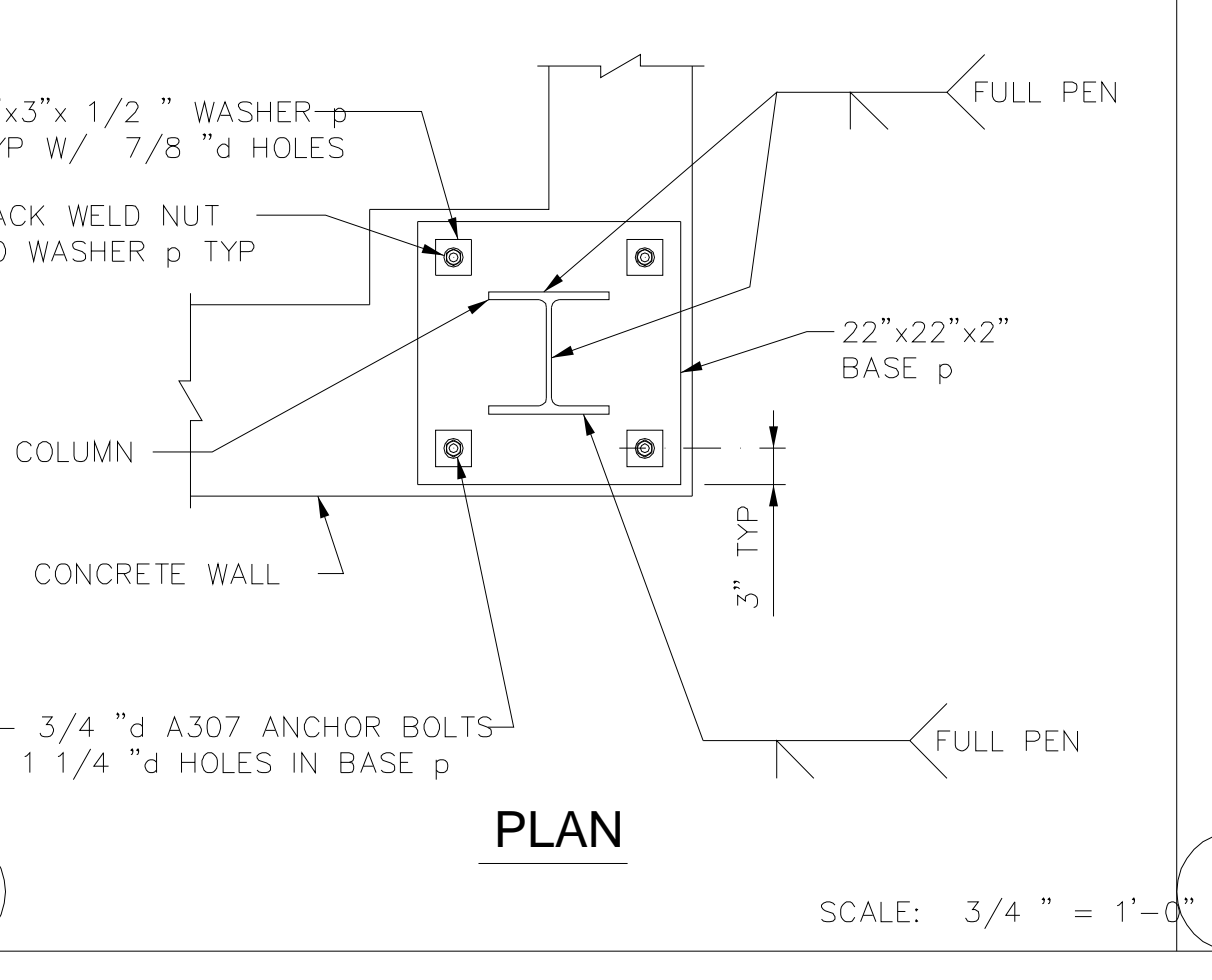 "x3"x 1/2 " WASHER p
YP W/ 7/8 "d HOLES
ACK WELD NUT
O WASHER p TYP
FULL PEN
22"x22"x2"
BASE p
COLUMN
CONCRETE WALL
3" TYP
- 3/4 "d A307 ANCHOR BOLTS
1 1/4 "d HOLES IN BASE p
FULL PEN
PLAN
SCALE: 3/4 " = 1'-0"